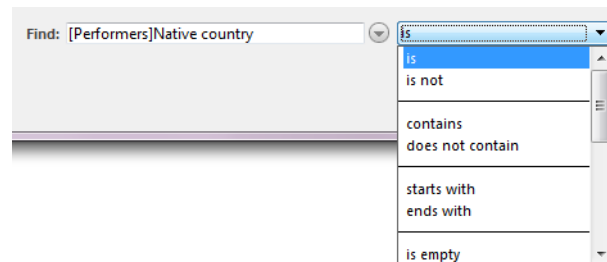 Find: [Performers]Native country is
is
is not
contains
does not contain
starts with
ends with
is empty